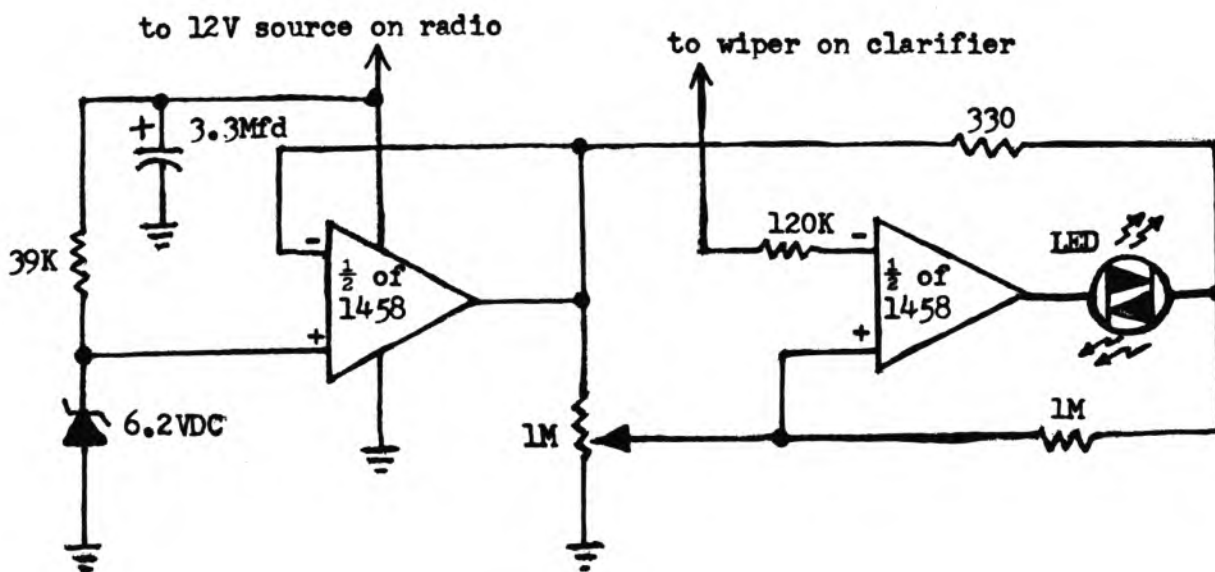 to 12V source on radio
to wiper on clarifier
+
3.3Mfd
330
39K
-
½ of
1458
+
120K
-
½ of
1458
+
LED
6.2VDC
1M
1M